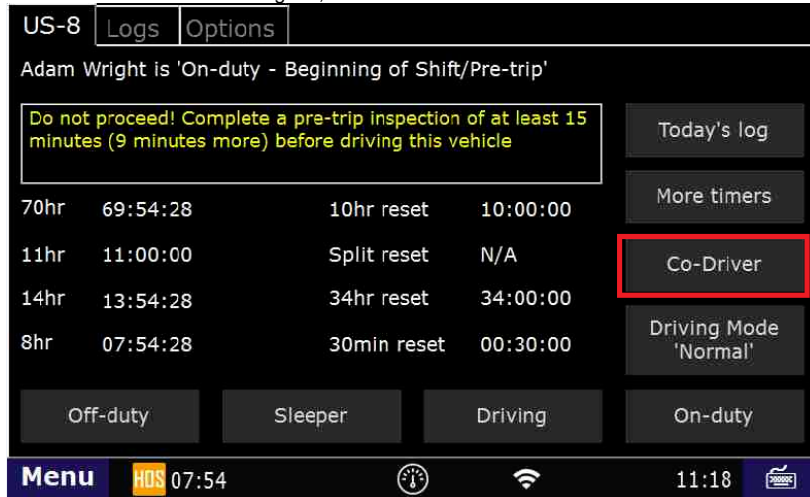 US-8 Logs Options
Adam Wright is 'On-duty - Beginning of Shift/Pre-trip'
Do not proceed! Complete a pre-trip inspection of at least 15
minutes (9 minutes more) before driving this vehicle
Today's log
More timers
Co-Driver
Driving Mode
'Normal'
70hr 69:54:28 10hr reset 10:00:00
11hr 11:00:00 Split reset N/A
14hr 13:54:28 34hr reset 34:00:00
8hr 07:54:28 30min reset 00:30:00
Off-duty Sleeper Driving On-duty
Menu HOS 07:54 11:18